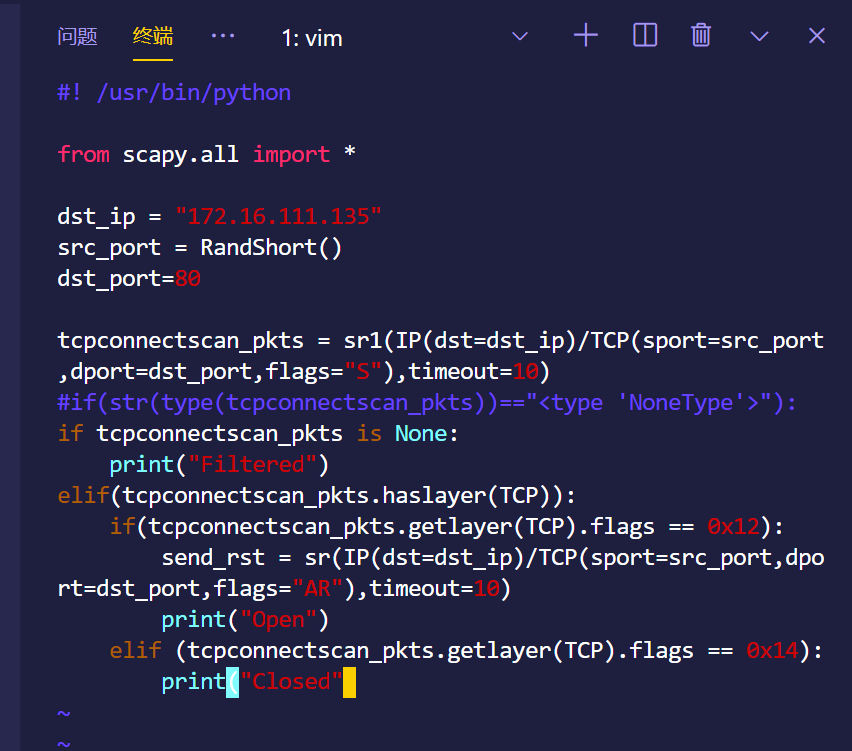 问题 终端 ··· 1: vim
#! /usr/bin/python
from scapy.all import *
dst_ip = "172.16.111.135"
src_port = RandShort()
dst_port=80
tcpconnectscan_pkts = sr1(IP(dst=dst_ip)/TCP(sport=src_port
,dport=dst_port,flags="S"),timeout=10)
#if(str(type(tcpconnectscan_pkts))=="<type 'NoneType'>"):
if tcpconnectscan_pkts is None:
    print("Filtered")
elif(tcpconnectscan_pkts.haslayer(TCP)):
    if(tcpconnectscan_pkts.getlayer(TCP).flags == 0x12):
        send_rst = sr(IP(dst=dst_ip)/TCP(sport=src_port,dpo
rt=dst_port,flags="AR"),timeout=10)
        print("Open")
    elif (tcpconnectscan_pkts.getlayer(TCP).flags == 0x14):
        print("Closed"
~
~